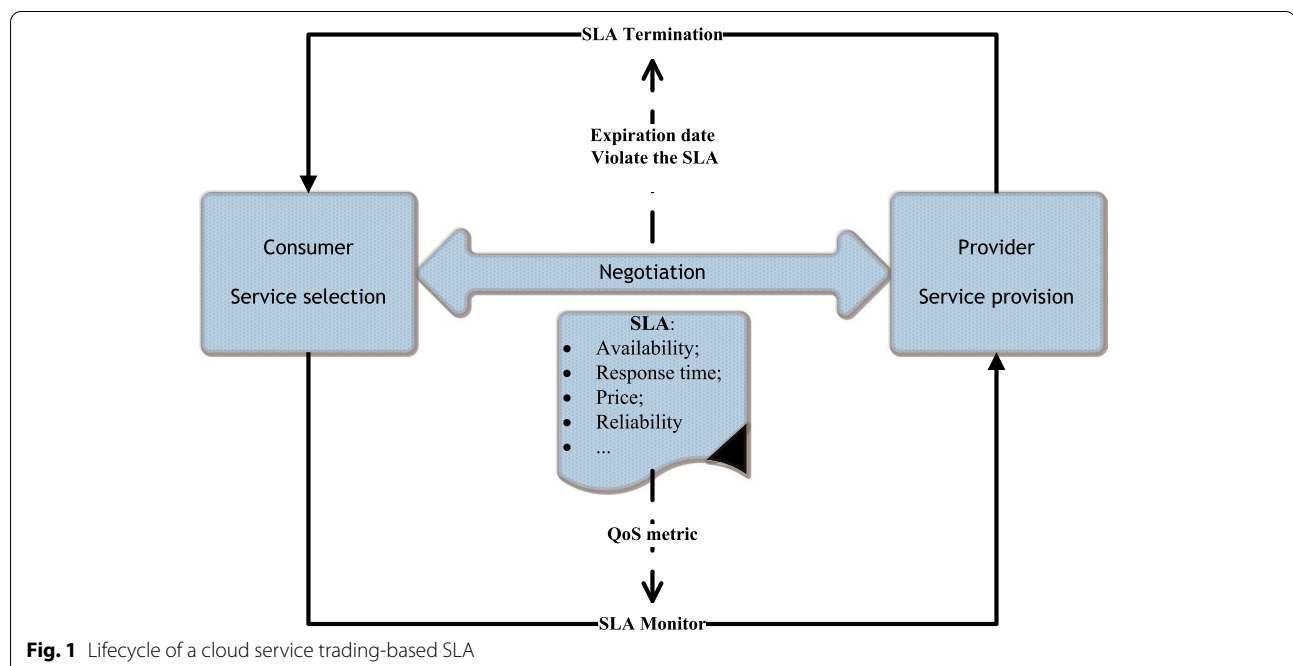 SLA Termination
Expiration date
Violate the SLA
Consumer
Service selection
Negotiation
Provider
Service provision
SLA:
• Availability;
• Response time;
• Price;
• Reliability
• ...
QoS metric
SLA Monitor
Fig. 1 Lifecycle of a cloud service trading-based SLA